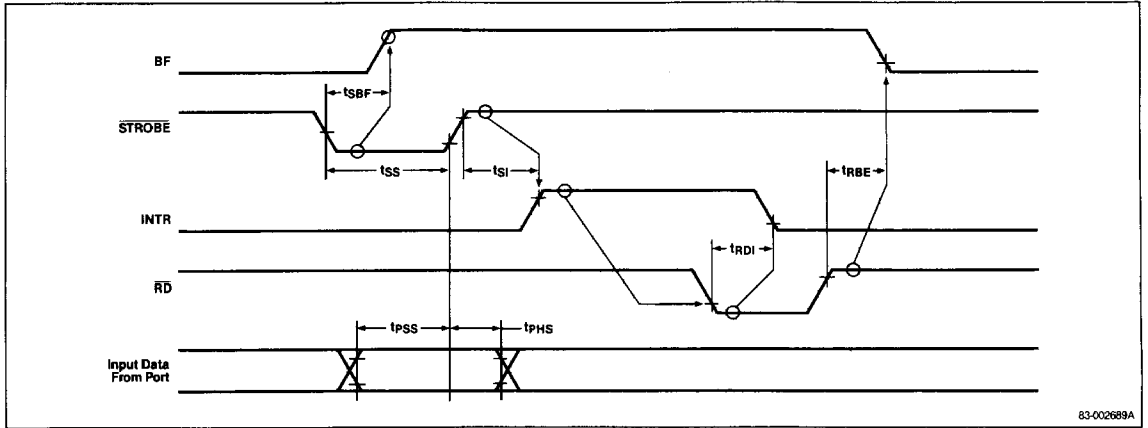 BF
tSBF
STROBE
tSS
tSI
tRBE
INTR
tRDI
RD
tPSS
tPHS
Input Data
From Port
83-002689A